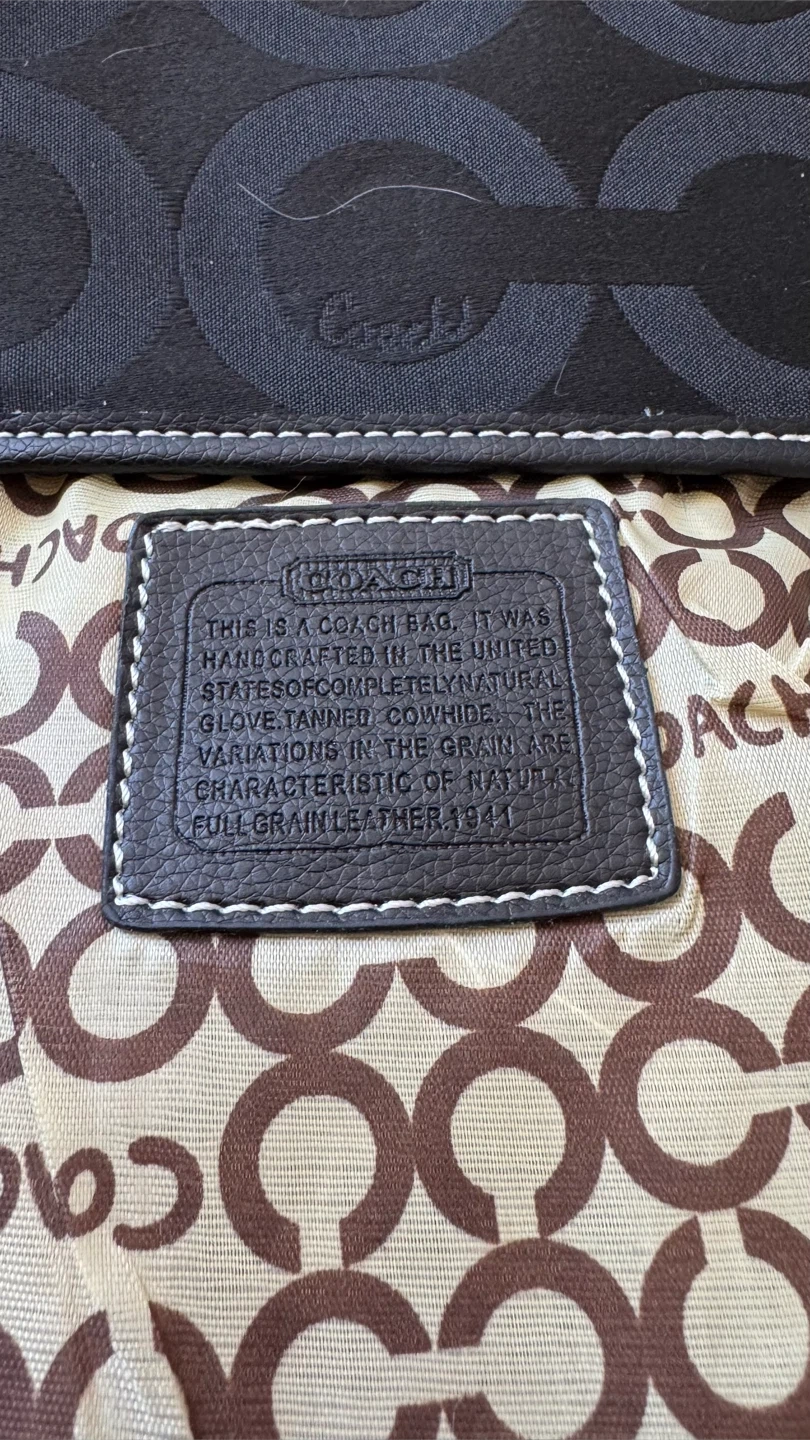 COACH
COACH
THIS IS A COACH BAG. IT WAS
HANDCRAFTED IN THE UNITED
STATESOFCOMPLETELYNATURAL
GLOVE.TANNED COWHIDE. THE
VARIATIONS IN THE GRAIN ARE
CHARACTERISTIC OF NATURAL
FULLGRAINLEATHER.1941
OACH